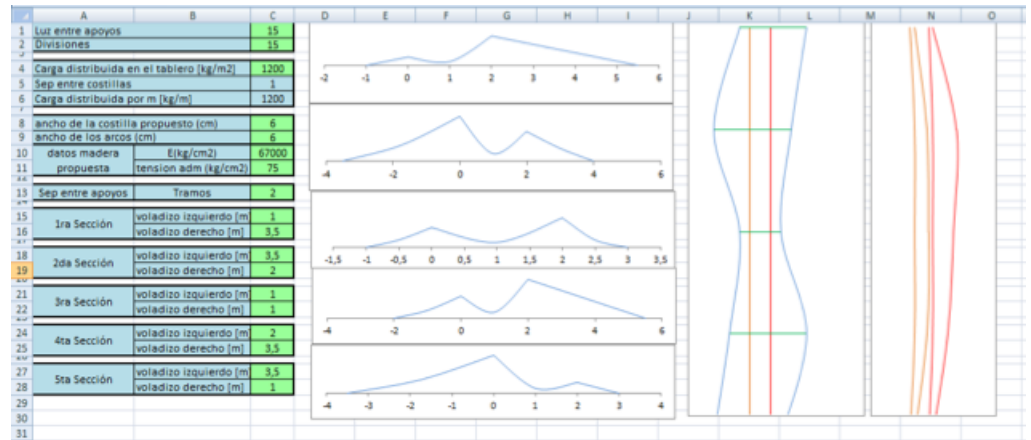 A B C D E F G H I J K L M N O
1 Luz entre apoyos 15
2 Divisiones 15
4 Carga distribuida en el tablero [kg/m2] 1200
5 Sep entre costillas 1
6 Carga distribuida por m [kg/m] 1200
8 ancho de la costilla propuesto (cm) 6
9 ancho de los arcos (cm) 6
10 datos madera E(kg/cm2) 67000
11 propuesta tension adm (kg/cm2) 75
13 Sep entre apoyos Tramos 2
1ra Sección
15 voladizo izquierdo [m 1
16 voladizo derecho [m] 3,5
2da Sección
18 voladizo izquierdo [m 3,5
19 voladizo derecho [m] 2
3ra Sección
21 voladizo izquierdo [m 1
22 voladizo derecho [m] 1
4ta Sección
24 voladizo izquierdo [m 2
25 voladizo derecho [m] 3,5
5ta Sección
27 voladizo izquierdo [m 3,5
28 voladizo derecho [m] 1
29
30
31
-2 -1 0 1 2 3 4 5 6
-4 -2 0 2 4 6
-1,5 -1 -0,5 0 0,5 1 1,5 2 2,5 3 3,5
-4 -2 0 2 4 6
-4 -3 -2 -1 0 1 2 3 4